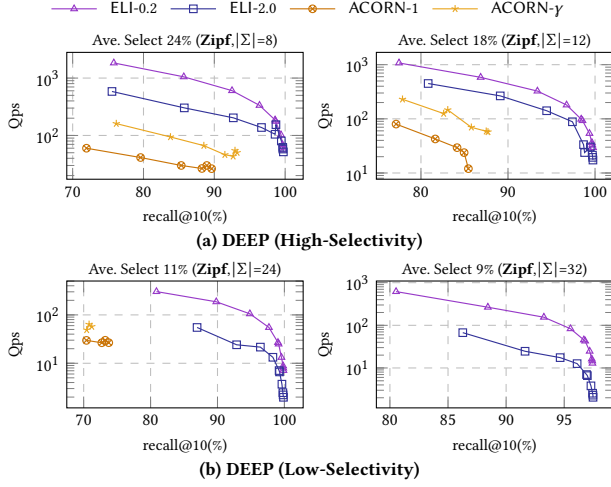 ELI-0.2 ELI-2.0 ACORN-1 ACORN-γ
Ave. Select 24% (Zipf,|Σ|=8) Ave. Select 18% (Zipf,|Σ|=12)
Qps Qps
10³ 10³
10² 10²
10¹
70 80 90 100 80 90 100
recall@10(%) recall@10(%)
(a) DEEP (High-Selectivity)
Ave. Select 11% (Zipf,|Σ|=24) Ave. Select 9% (Zipf,|Σ|=32)
Qps Qps
10³
10² 10²
10¹ 10¹
70 80 90 100 80 85 90 95
recall@10(%) recall@10(%)
(b) DEEP (Low-Selectivity)